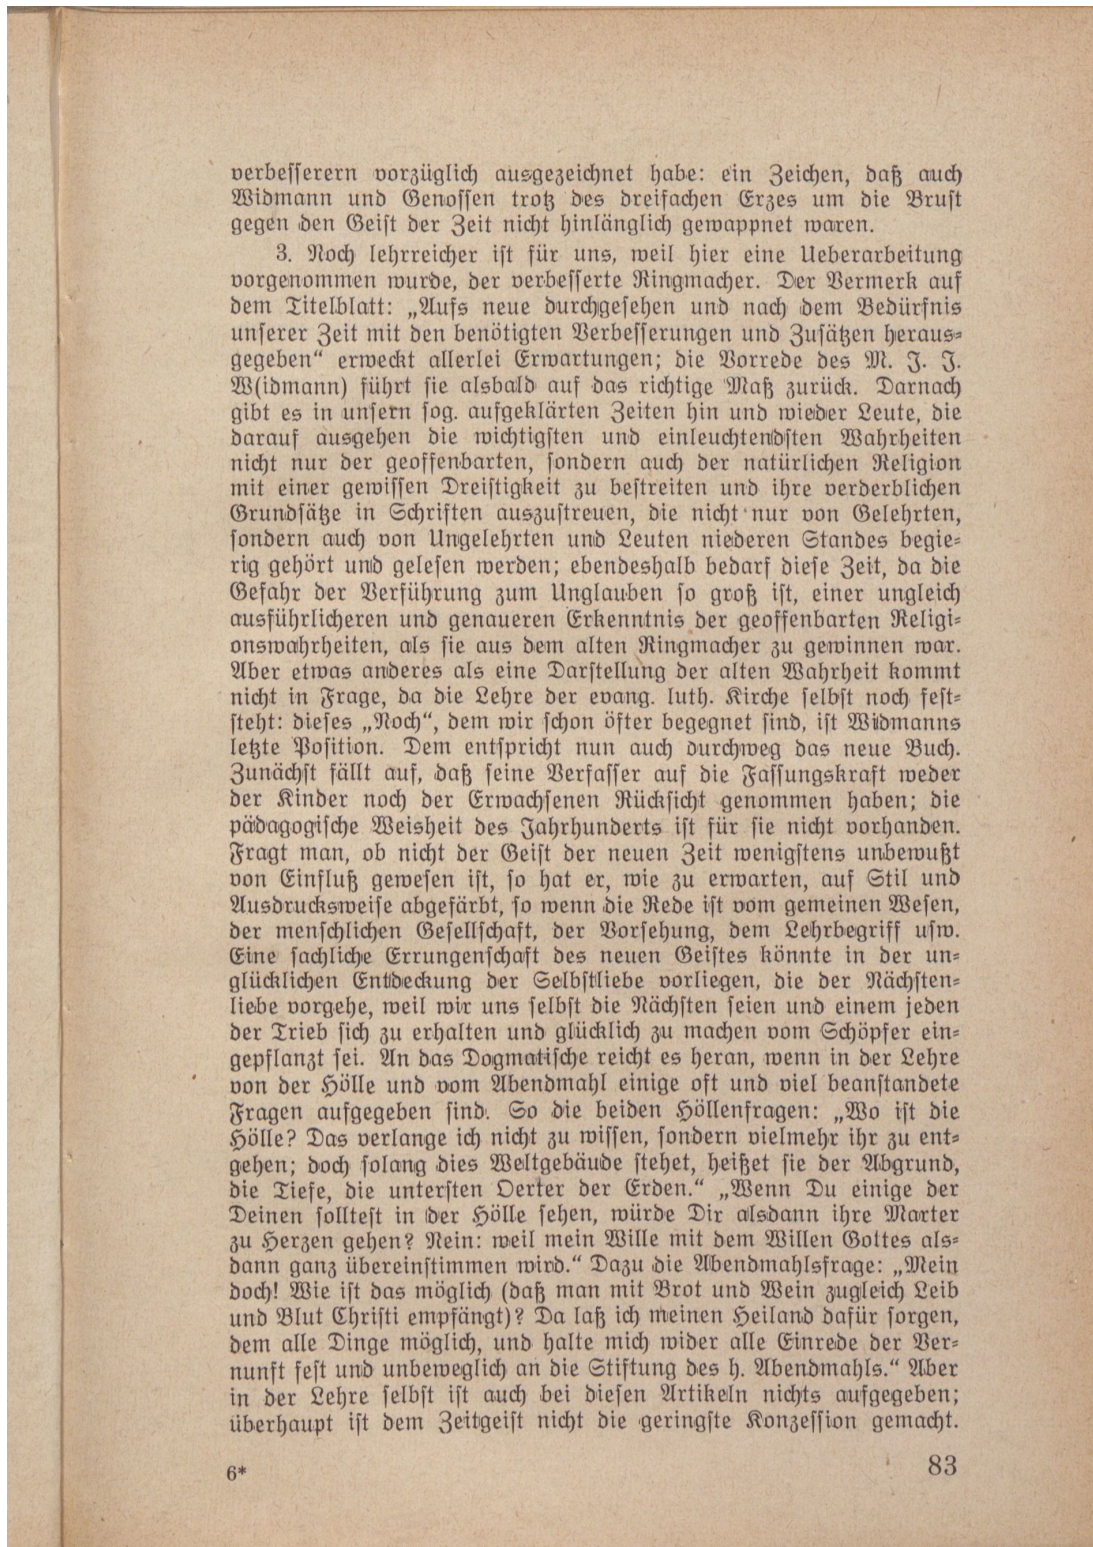 verbesserern vorzüglich ausgezeichnet habe: ein Zeichen, daß auch
Widmann und Genossen trotz des dreifachen Erzes um die Brust
gegen den Geist der Zeit nicht hinlänglich gewappnet waren.
3. Noch lehrreicher ist für uns, weil hier eine Ueberarbeitung
vorgenommen wurde, der verbesserte Ringmacher. Der Vermerk auf
dem Titelblatt: „Aufs neue durchgesehen und nach dem Bedürfnis
unserer Zeit mit den benötigten Verbesserungen und Zusätzen heraus-
gegeben“ erweckt allerlei Erwartungen; die Vorrede des M. J. J.
W(idmann) führt sie alsbald auf das richtige Maß zurück. Darnach
gibt es in unsern sog. aufgeklärten Zeiten hin und wieder Leute, die
darauf ausgehen die wichtigsten und einleuchtendsten Wahrheiten
nicht nur der geoffenbarten, sondern auch der natürlichen Religion
mit einer gewissen Dreistigkeit zu bestreiten und ihre verderblichen
Grundsätze in Schriften auszustreuen, die nicht nur von Gelehrten,
sondern auch von Ungelehrten und Leuten niederen Standes begie-
rig gehört und gelesen werden; ebendeshalb bedarf diese Zeit, da die
Gefahr der Verführung zum Unglauben so groß ist, einer ungleich
ausführlicheren und genaueren Erkenntnis der geoffenbarten Religi-
onswahrheiten, als sie aus dem alten Ringmacher zu gewinnen war.
Aber etwas anderes als eine Darstellung der alten Wahrheit kommt
nicht in Frage, da die Lehre der evang. luth. Kirche selbst noch fest-
steht: dieses „Noch“, dem wir schon öfter begegnet sind, ist Widmanns
letzte Position. Dem entspricht nun auch durchweg das neue Buch.
Zunächst fällt auf, daß seine Verfasser auf die Fassungskraft weder
der Kinder noch der Erwachsenen Rücksicht genommen haben; die
pädagogische Weisheit des Jahrhunderts ist für sie nicht vorhanden.
Fragt man, ob nicht der Geist der neuen Zeit wenigstens unbewußt
von Einfluß gewesen ist, so hat er, wie zu erwarten, auf Stil und
Ausdrucksweise abgefärbt, so wenn die Rede ist vom gemeinen Wesen,
der menschlichen Gesellschaft, der Vorsehung, dem Lehrbegriff usw.
Eine sachliche Errungenschaft des neuen Geistes könnte in der un-
glücklichen Entdeckung der Selbstliebe vorliegen, die der Nächsten-
liebe vorgehe, weil wir uns selbst die Nächsten seien und einem jeden
der Trieb sich zu erhalten und glücklich zu machen vom Schöpfer ein-
gepflanzt sei. An das Dogmatische reicht es heran, wenn in der Lehre
von der Hölle und vom Abendmahl einige oft und viel beanstandete
Fragen aufgegeben sind. So die beiden Höllenfragen: „Wo ist die
Hölle? Das verlange ich nicht zu wissen, sondern vielmehr ihr zu ent-
gehen; doch solang dies Weltgebäude stehet, heißet sie der Abgrund,
die Tiefe, die untersten Oerter der Erden.“ „Wenn Du einige der
Deinen solltest in der Hölle sehen, würde Dir alsdann ihre Marter
zu Herzen gehen? Nein: weil mein Wille mit dem Willen Gottes als-
dann ganz übereinstimmen wird.“ Dazu die Abendmahlsfrage: „Mein
doch! Wie ist das möglich (daß man mit Brot und Wein zugleich Leib
und Blut Christi empfängt)? Da laß ich meinen Heiland dafür sorgen,
dem alle Dinge möglich, und halte mich wider alle Einrede der Ver-
nunft fest und unbeweglich an die Stiftung des h. Abendmahls.“ Aber
in der Lehre selbst ist auch bei diesen Artikeln nichts aufgegeben;
überhaupt ist dem Zeitgeist nicht die geringste Konzession gemacht.
6*
83